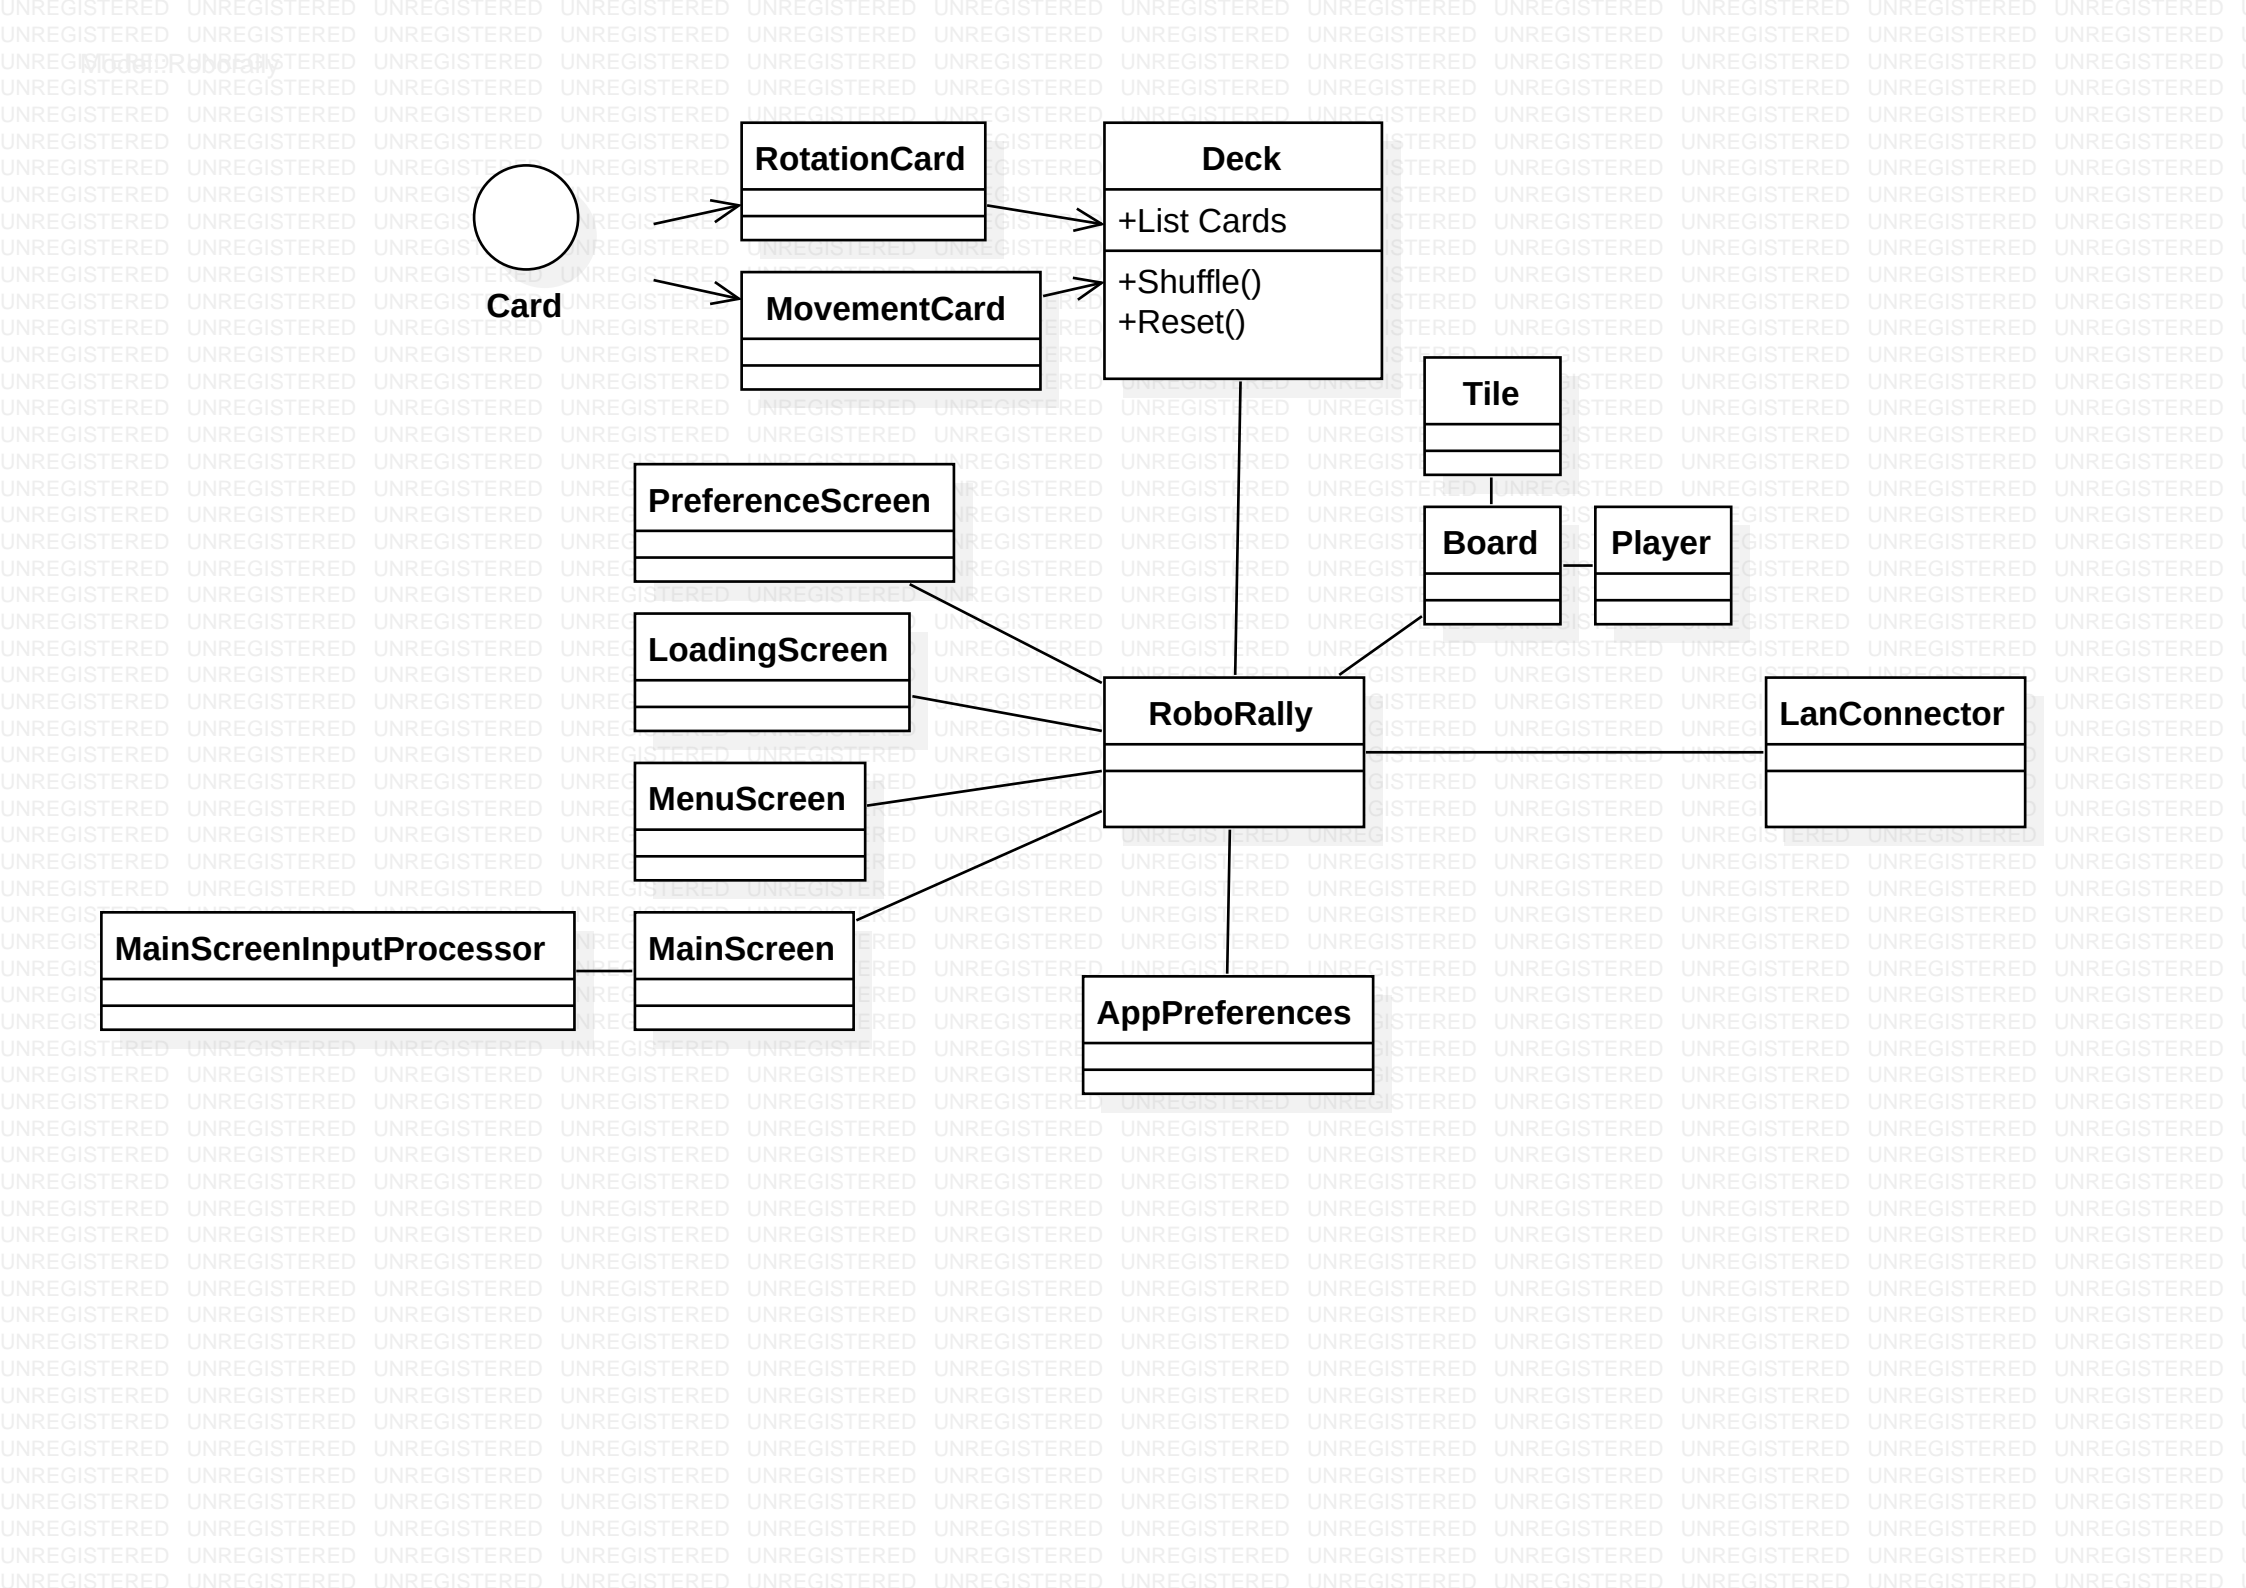 Model::Roborally
RotationCard
Deck
+List Cards
Card
MovementCard
+Shuffle()
+Reset()
Tile
PreferenceScreen
Board
Player
LoadingScreen
RoboRally
LanConnector
MenuScreen
MainScreenInputProcessor
MainScreen
AppPreferences
UNREGISTERED